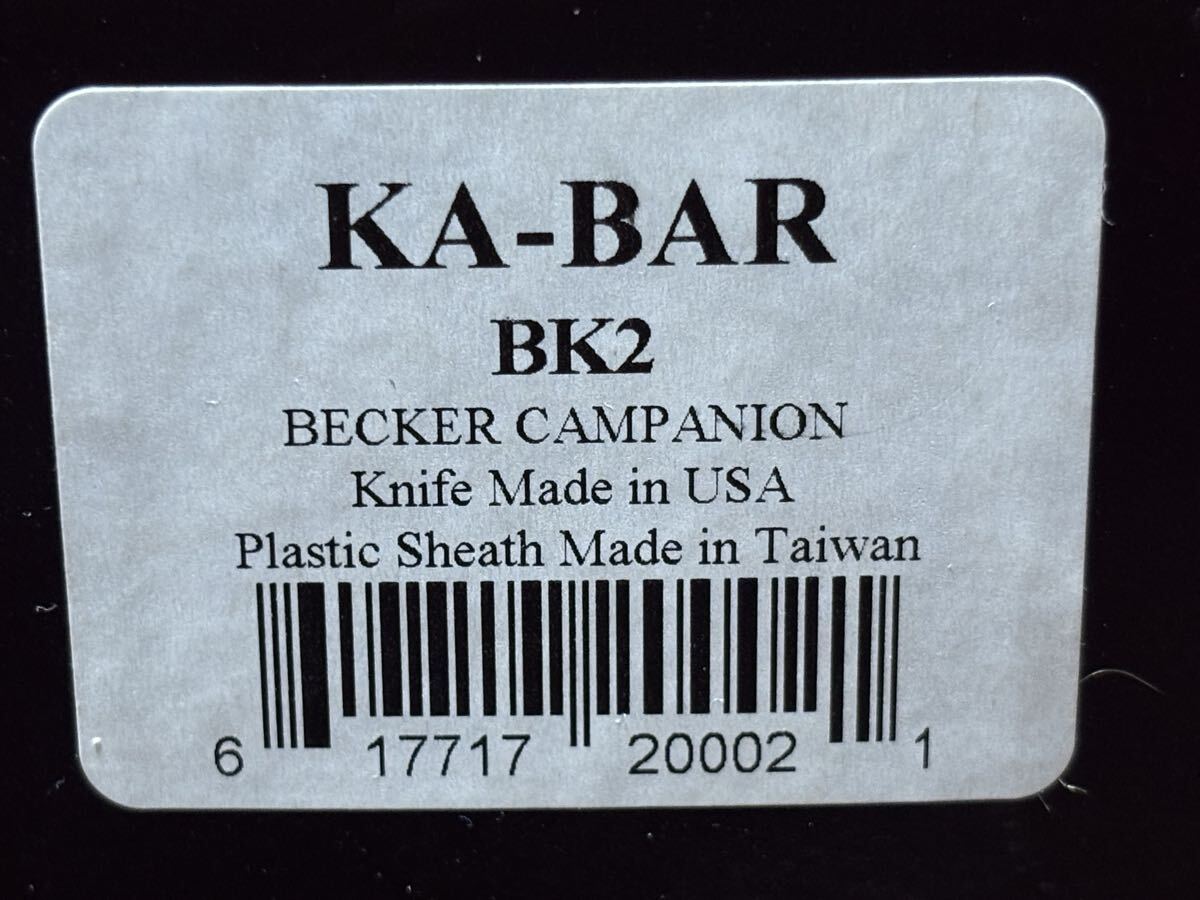 KA-BAR
BK2
BECKER CAMPANION
Knife Made in USA
Plastic Sheath Made in Taiwan
6 17717 20002 1